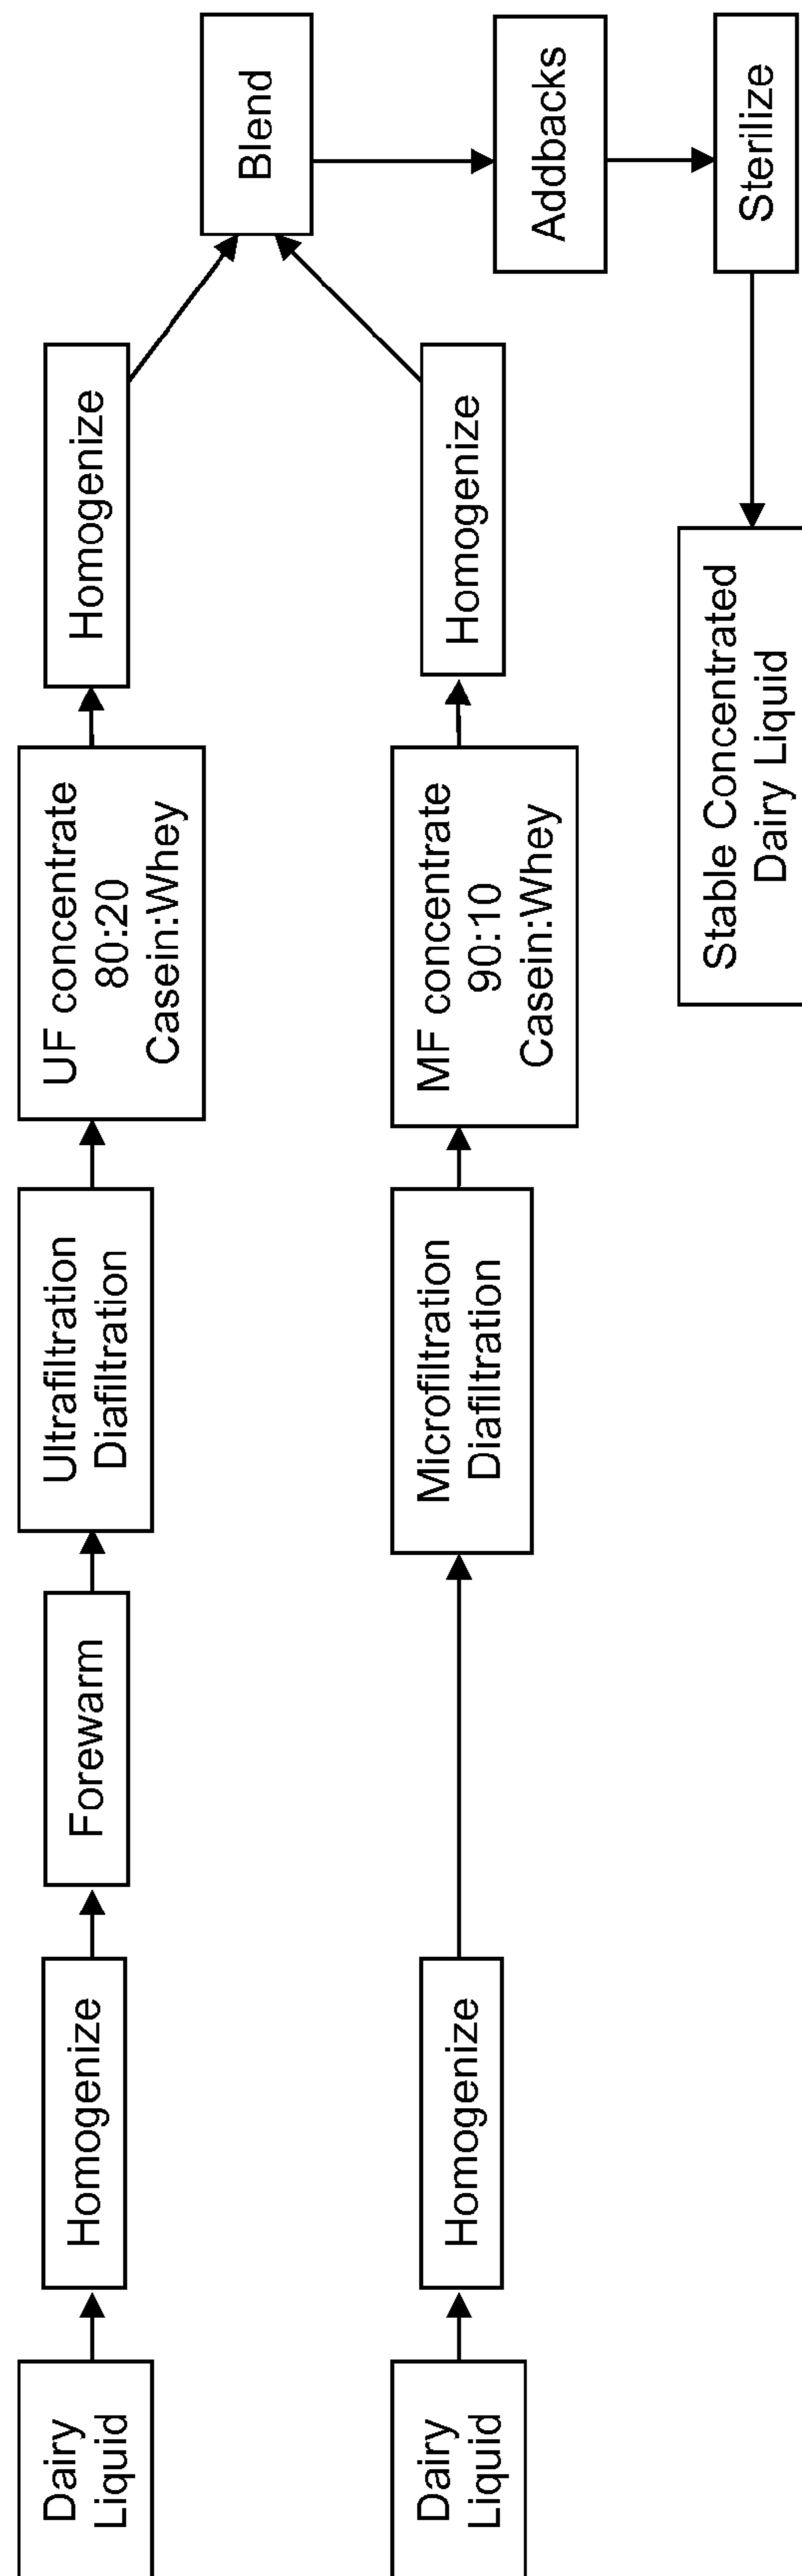 Dairy
Liquid
Homogenize
Forewarm
Ultrafiltration
Diafiltration
UF concentrate
80:20
Casein:Whey
Homogenize
Dairy
Liquid
Homogenize
Microfiltration
Diafiltration
MF concentrate
90:10
Casein:Whey
Homogenize
Blend
Addbacks
Sterilize
Stable Concentrated
Dairy Liquid